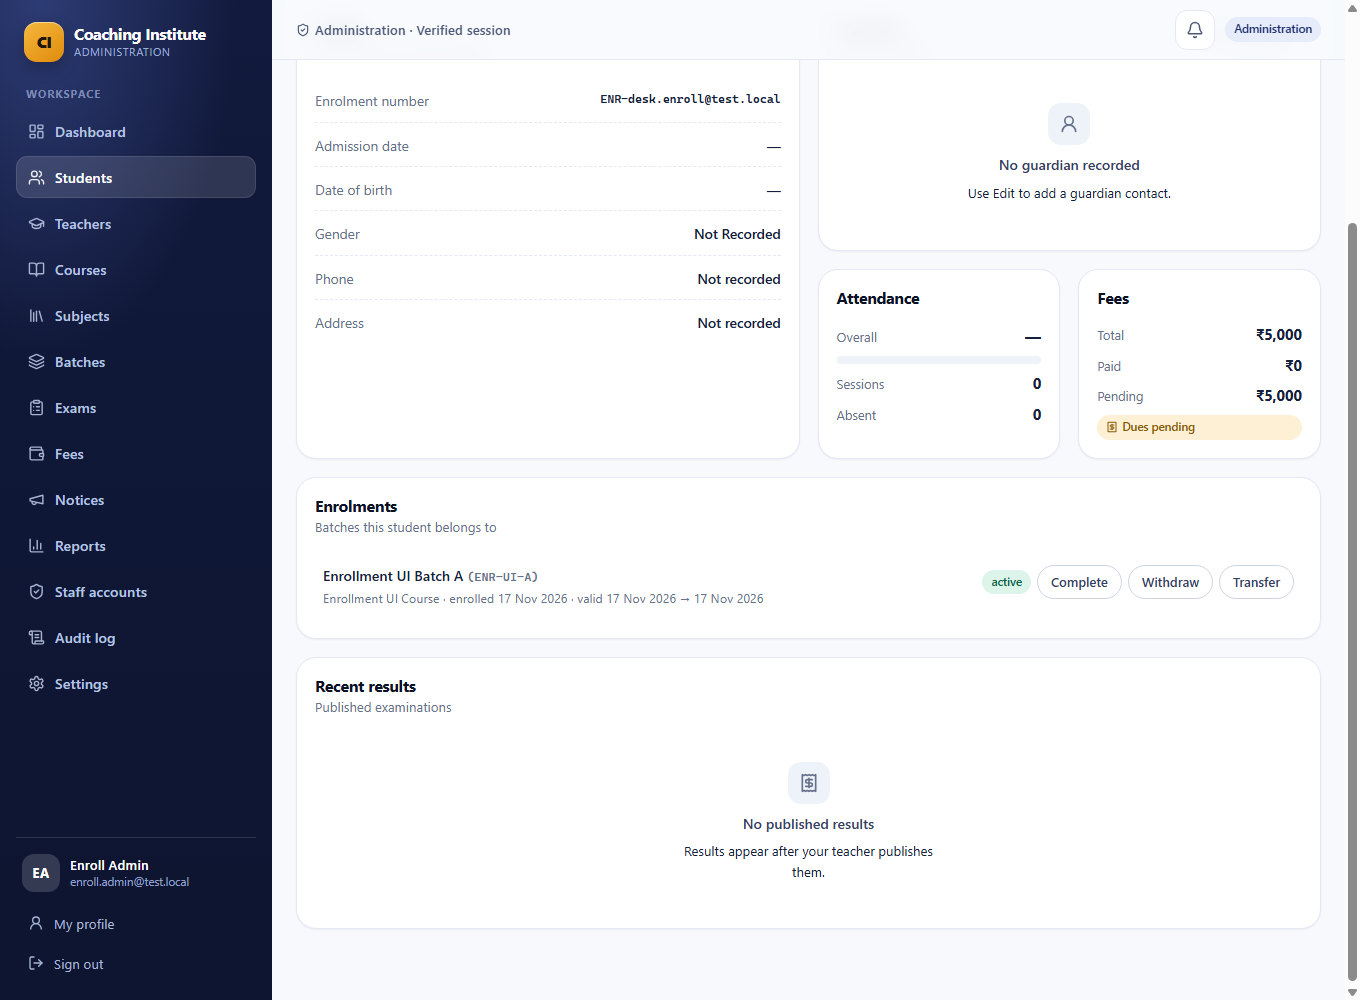 CI
Coaching Institute
ADMINISTRATION
WORKSPACE
Dashboard
Students
Teachers
Courses
Subjects
Batches
Exams
Fees
Notices
Reports
Staff accounts
Audit log
Settings
EA
Enroll Admin
enroll.admin@test.local
My profile
Sign out
Administration · Verified session
Administration
Enrolment number ENR-desk.enroll@test.local
Admission date —
Date of birth —
Gender Not Recorded
Phone Not recorded
Address Not recorded
No guardian recorded
Use Edit to add a guardian contact.
Attendance
Overall —
Sessions 0
Absent 0
Fees
Total ₹5,000
Paid ₹0
Pending ₹5,000
Dues pending
Enrolments
Batches this student belongs to
Enrollment UI Batch A (ENR-UI-A)
Enrollment UI Course · enrolled 17 Nov 2026 · valid 17 Nov 2026 → 17 Nov 2026
active Complete Withdraw Transfer
Recent results
Published examinations
No published results
Results appear after your teacher publishes
them.